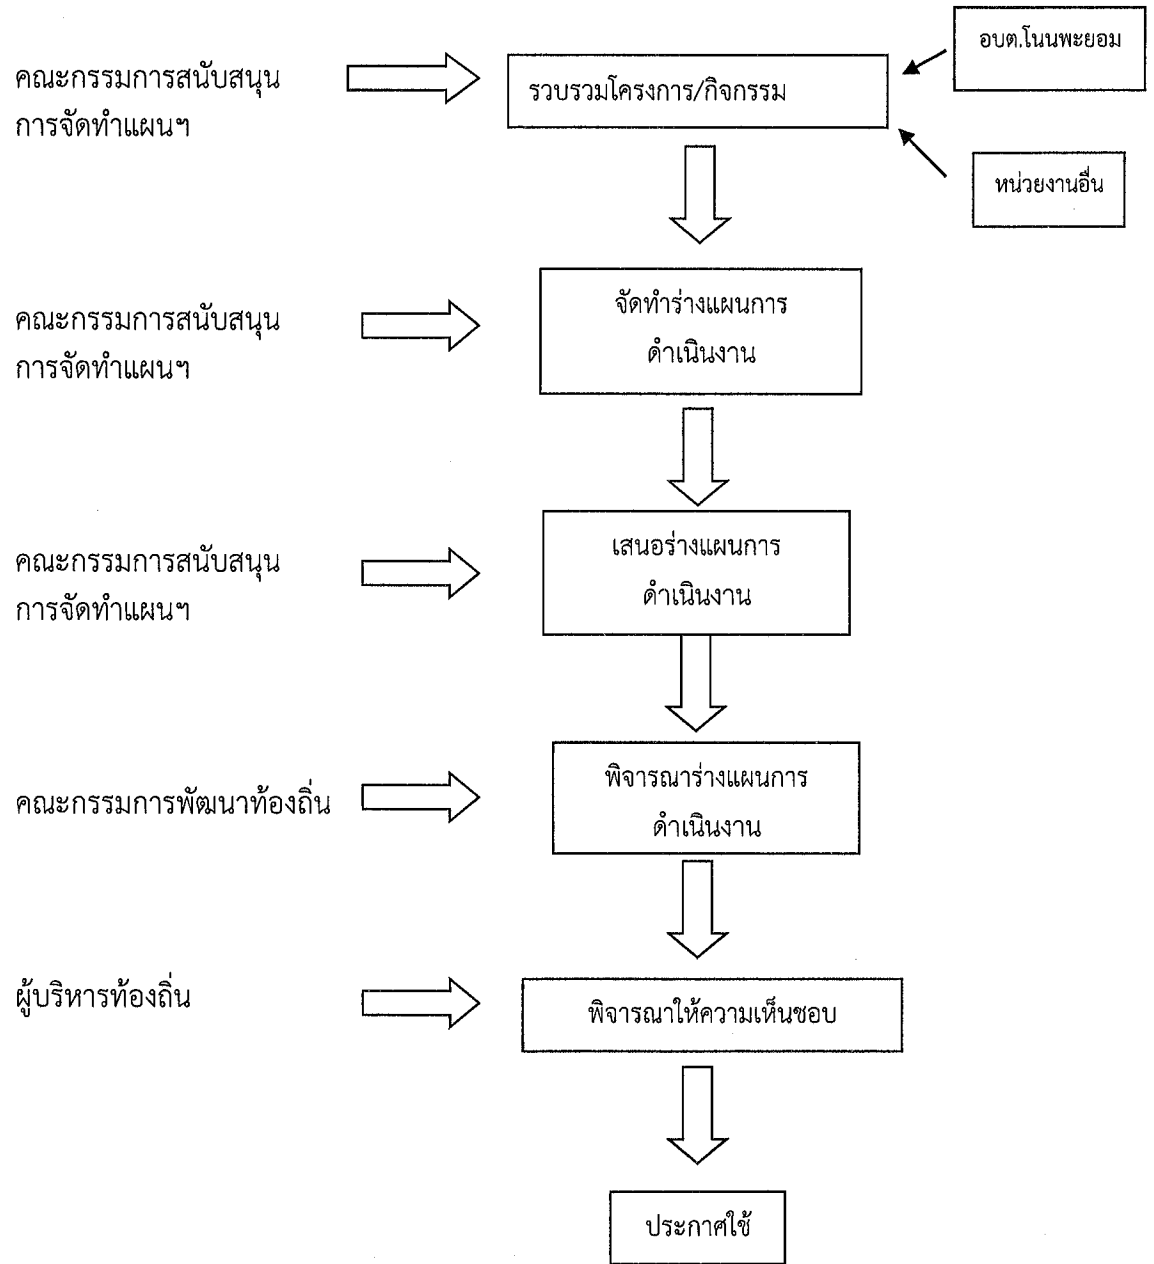 อบต.โนนพะยอม
คณะกรรมการสนับสนุน
การจัดทำแผนฯ
รวบรวมโครงการ/กิจกรรม
หน่วยงานอื่น
คณะกรรมการสนับสนุน
การจัดทำแผนฯ
จัดทำร่างแผนการ
ดำเนินงาน
คณะกรรมการสนับสนุน
การจัดทำแผนฯ
เสนอร่างแผนการ
ดำเนินงาน
คณะกรรมการพัฒนาท้องถิ่น
พิจารณาร่างแผนการ
ดำเนินงาน
ผู้บริหารท้องถิ่น
พิจารณาให้ความเห็นชอบ
ประกาศใช้